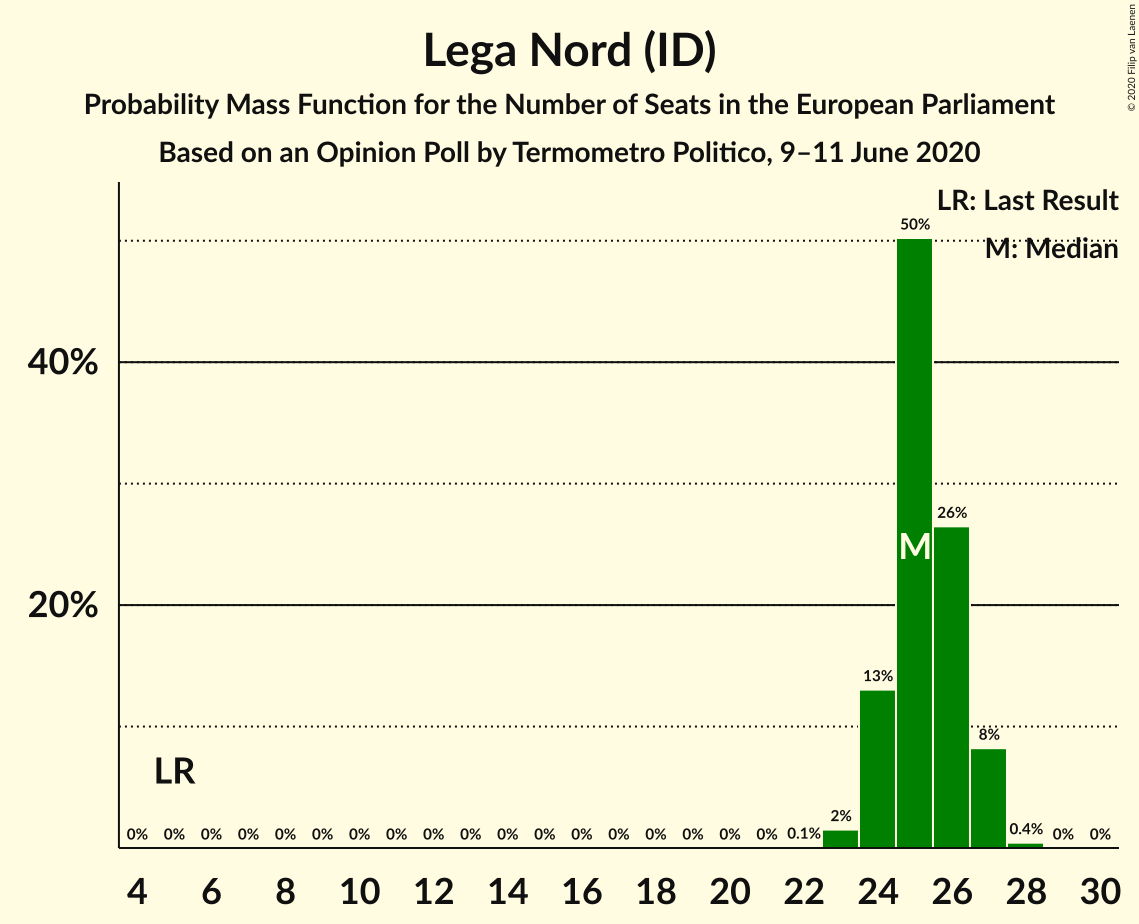 Lega Nord (ID)
Probability Mass Function for the Number of Seats in the European Parliament
Based on an Opinion Poll by Termometro Politico, 9–11 June 2020
© 2020 Filip van Laenen
LR: Last Result
M: Median
40%
20%
LR
M
0% 0% 0% 0% 0% 0% 0% 0% 0% 0% 0% 0% 0% 0% 0% 0% 0% 0% 0.1% 2% 13% 50% 26% 8% 0.4% 0% 0%
4 6 8 10 12 14 16 18 20 22 24 26 28 30